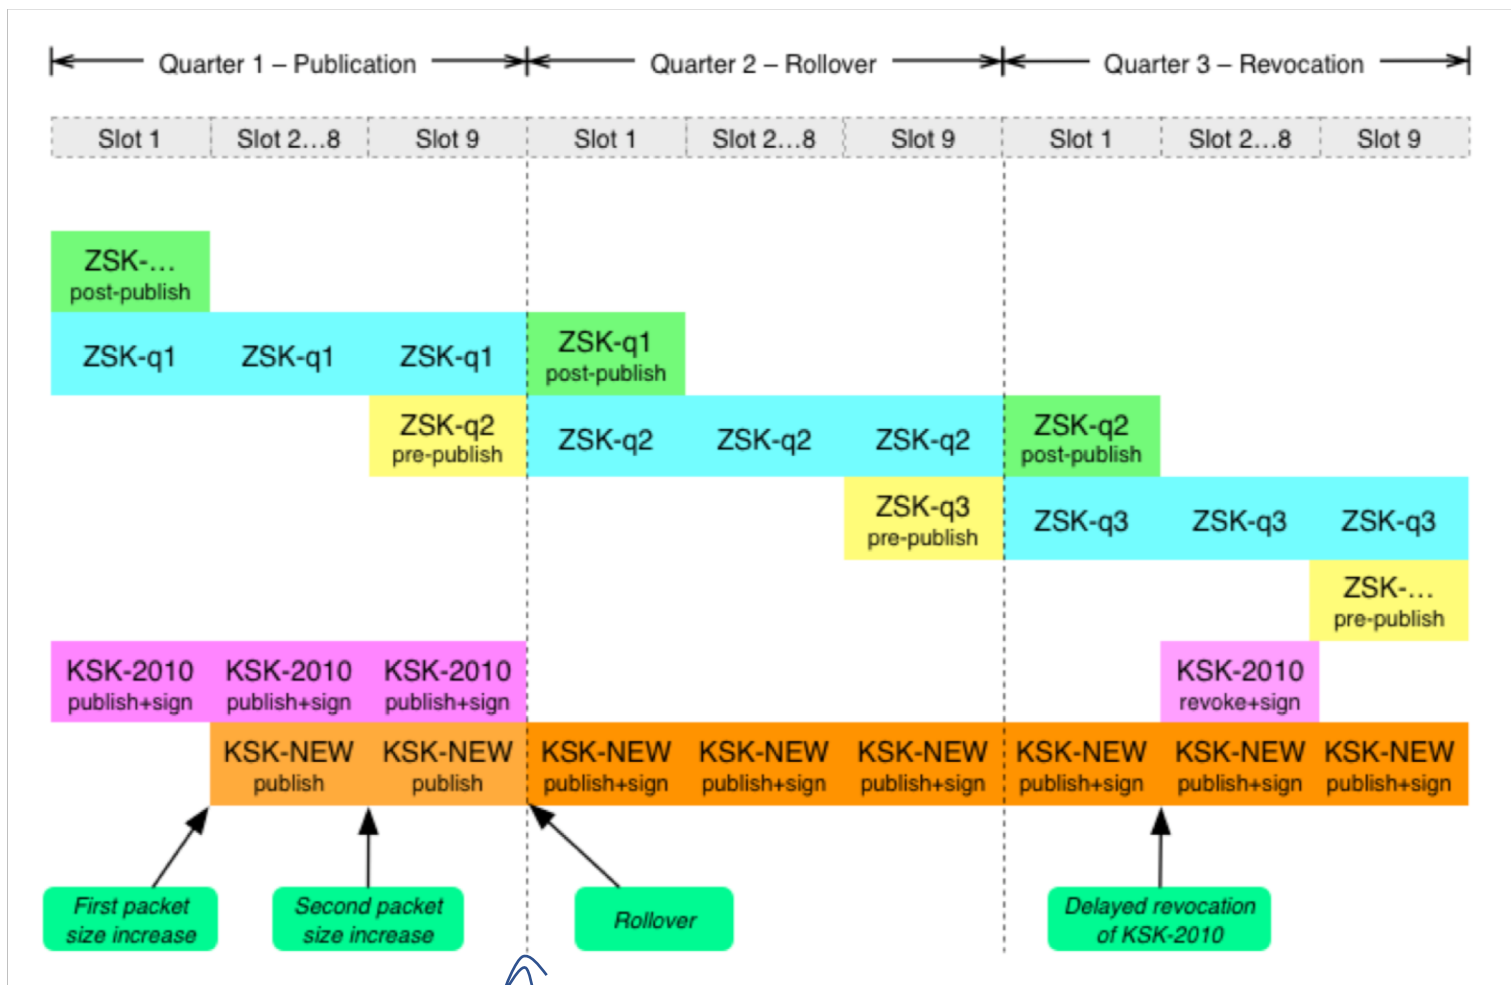 Quarter 1 – Publication
Quarter 2 – Rollover
Quarter 3 – Revocation
Slot 1
Slot 2...8
Slot 9
Slot 1
Slot 2...8
Slot 9
Slot 1
Slot 2...8
Slot 9
ZSK-...
post-publish
ZSK-q1
ZSK-q1
ZSK-q1
ZSK-q1
post-publish
ZSK-q2
pre-publish
ZSK-q2
ZSK-q2
ZSK-q2
ZSK-q2
post-publish
ZSK-q3
pre-publish
ZSK-q3
ZSK-q3
ZSK-q3
ZSK-...
pre-publish
KSK-2010
publish+sign
KSK-2010
publish+sign
KSK-2010
publish+sign
KSK-2010
revoke+sign
KSK-NEW
publish
KSK-NEW
publish
KSK-NEW
publish+sign
KSK-NEW
publish+sign
KSK-NEW
publish+sign
KSK-NEW
publish+sign
KSK-NEW
publish+sign
KSK-NEW
publish+sign
First packet
size increase
Second packet
size increase
Rollover
Delayed revocation
of KSK-2010